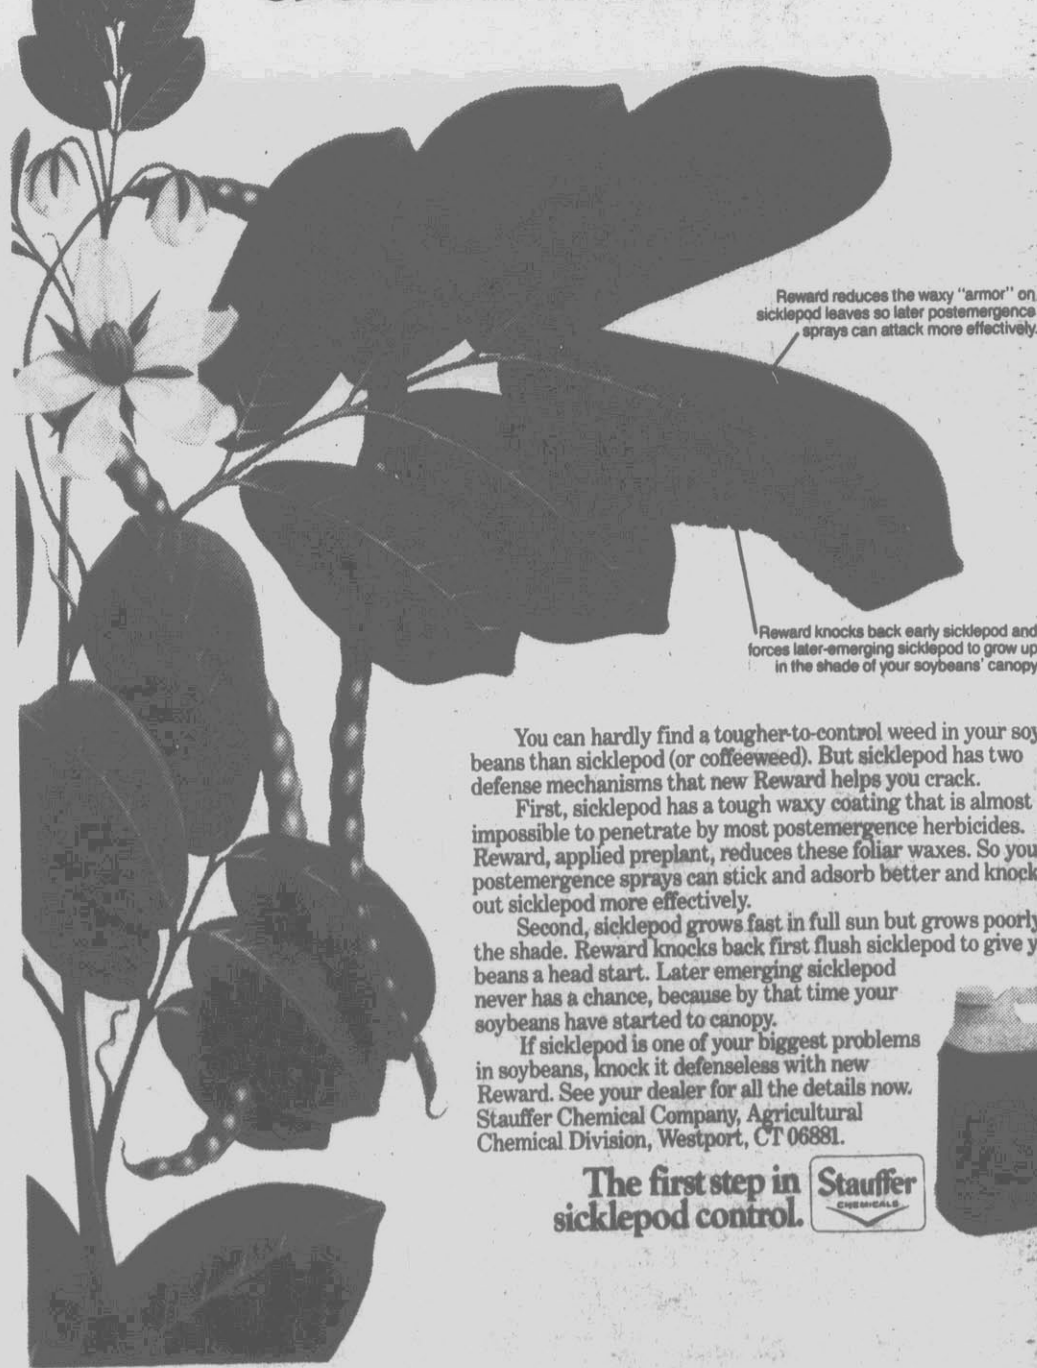 Reward reduces the waxy "armor" on
sicklepod leaves so later postemergence
sprays can attack more effectively.
Reward knocks back early sicklepod and
forces later-emerging sicklepod to grow up
in the shade of your soybeans' canopy
You can hardly find a tougher-to-control weed in your soy
beans than sicklepod (or coffeeweed). But sicklepod has two
defense mechanisms that new Reward helps you crack.
First, sicklepod has a tough waxy coating that is almost
impossible to penetrate by most postemergence herbicides.
Reward, applied preplant, reduces these foliar waxes. So you
postemergence sprays can stick and adsorb better and knock
out sicklepod more effectively.
Second, sicklepod grows fast in full sun but grows poorly
the shade. Reward knocks back first flush sicklepod to give y
beans a head start. Later emerging sicklepod
never has a chance, because by that time your
soybeans have started to canopy.
If sicklepod is one of your biggest problems
in soybeans, knock it defenseless with new
Reward. See your dealer for all the details now.
Stauffer Chemical Company, Agricultural
Chemical Division, Westport, CT 06881.
The first step in
sicklepod control.
Stauffer
CHEMICALS